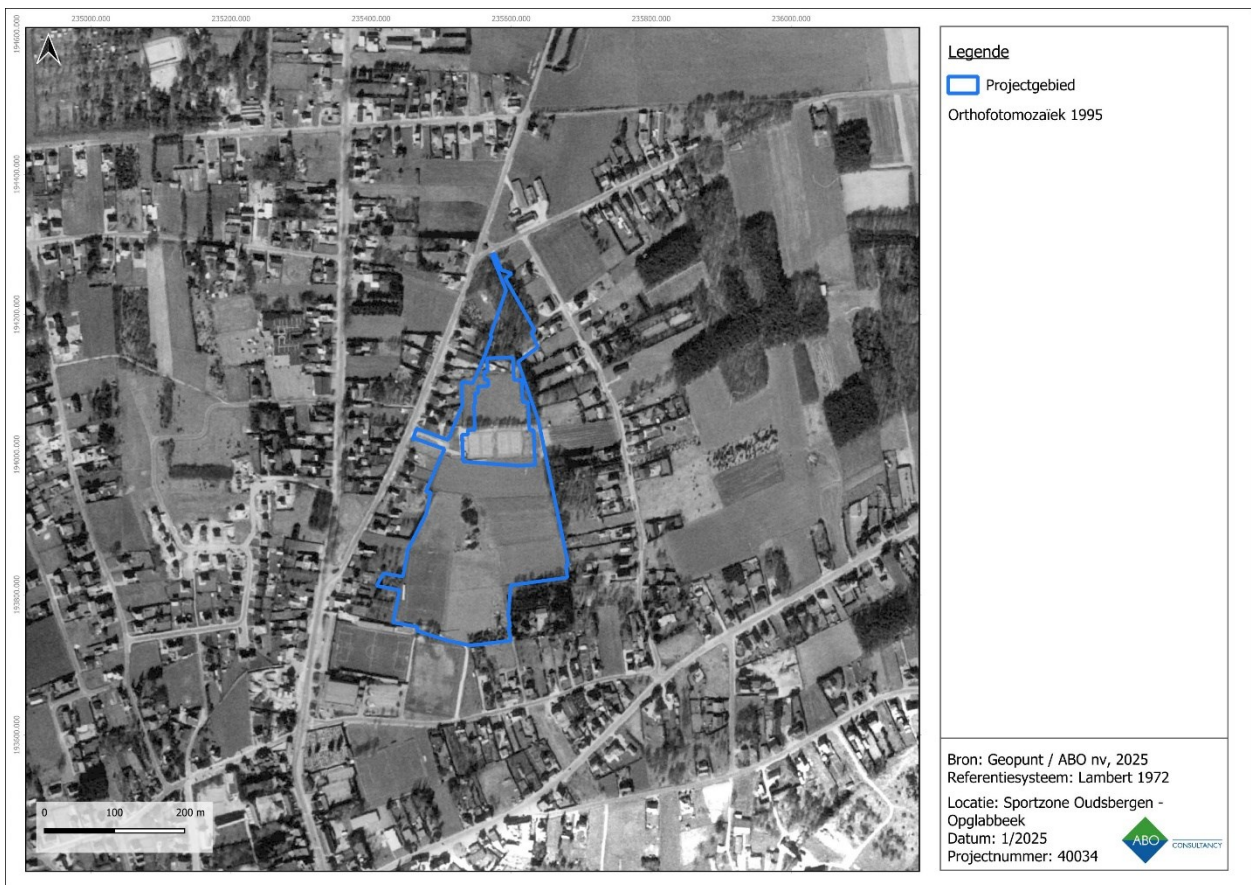 235000.000 235200.000 235400.000 235600.000 235800.000 236000.000
194600.000
194400.000
194200.000
194000.000
193800.000
193600.000
0 100 200 m
Legende
Projectgebied
Orthofotomozaïek 1995
Bron: Geopunt / ABO nv, 2025
Referentiesysteem: Lambert 1972
Locatie: Sportzone Oudsbergen -
Opglabbeek
Datum: 1/2025
Projectnummer: 40034
ABO CONSULTANCY